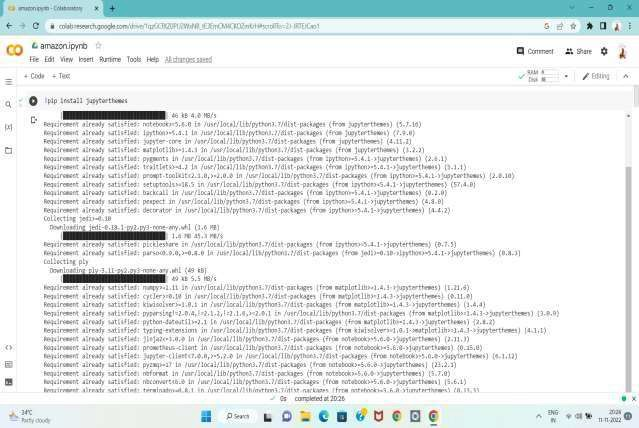 amazon.ipynb - Colaboratory
colab.research.google.com/drive/
amazon.ipynb
File Edit View Insert Runtime Tools Help All changes saved
Comment Share
+ Code + Text
RAM
Disk
Editing
!pip install jupyterthemes
46 kB 4.0 MB/s
Requirement already satisfied: notebook>=5.6.0 in /usr/local/lib/python3.7/dist-packages (from jupyterthemes) (5.7.16)
Requirement already satisfied: ipython>=5.4.1 in /usr/local/lib/python3.7/dist-packages (from jupyterthemes) (7.9.0)
Requirement already satisfied: jupyter-core in /usr/local/lib/python3.7/dist-packages (from jupyterthemes) (4.11.2)
Requirement already satisfied: matplotlib>=1.4.3 in /usr/local/lib/python3.7/dist-packages (from jupyterthemes) (3.2.2)
Requirement already satisfied: pygments in /usr/local/lib/python3.7/dist-packages (from ipython>=5.4.1->jupyterthemes) (2.6.1)
Requirement already satisfied: traitlets>=4.2 in /usr/local/lib/python3.7/dist-packages (from ipython>=5.4.1->jupyterthemes) (5.1.1)
Requirement already satisfied: prompt-toolkit<2.1.0,>=2.0.0 in /usr/local/lib/python3.7/dist-packages (from ipython>=5.4.1->jupyterthemes) (2.0.10)
Requirement already satisfied: setuptools>=18.5 in /usr/local/lib/python3.7/dist-packages (from ipython>=5.4.1->jupyterthemes) (57.4.0)
Requirement already satisfied: backcall in /usr/local/lib/python3.7/dist-packages (from ipython>=5.4.1->jupyterthemes) (0.2.0)
Requirement already satisfied: pexpect in /usr/local/lib/python3.7/dist-packages (from ipython>=5.4.1->jupyterthemes) (4.8.0)
Requirement already satisfied: decorator in /usr/local/lib/python3.7/dist-packages (from ipython>=5.4.1->jupyterthemes) (4.4.2)
Collecting jedi>=0.10
Downloading jedi-0.18.1-py2.py3-none-any.whl (1.6 MB)
1.6 MB 45.3 MB/s
Requirement already satisfied: pickleshare in /usr/local/lib/python3.7/dist-packages (from ipython>=5.4.1->jupyterthemes) (0.7.5)
Requirement already satisfied: parso<0.9.0,>=0.8.0 in /usr/local/lib/python3.7/dist-packages (from jedi>=0.10->ipython>=5.4.1->jupyterthemes) (0.8.3)
Collecting ply
Downloading ply-3.11-py2.py3-none-any.whl (49 kB)
49 kB 5.5 MB/s
Requirement already satisfied: numpy>=1.11 in /usr/local/lib/python3.7/dist-packages (from matplotlib>=1.4.3->jupyterthemes) (1.21.6)
Requirement already satisfied: cycler>=0.10 in /usr/local/lib/python3.7/dist-packages (from matplotlib>=1.4.3->jupyterthemes) (0.11.0)
Requirement already satisfied: kiwisolver>=1.0.1 in /usr/local/lib/python3.7/dist-packages (from matplotlib>=1.4.3->jupyterthemes) (1.4.4)
Requirement already satisfied: pyparsing!=2.0.4,!=2.1.2,!=2.1.6,>=2.0.1 in /usr/local/lib/python3.7/dist-packages (from matplotlib>=1.4.3->jupyterthemes) (3.0.9)
Requirement already satisfied: python-dateutil>=2.1 in /usr/local/lib/python3.7/dist-packages (from matplotlib>=1.4.3->jupyterthemes) (2.8.2)
Requirement already satisfied: typing-extensions in /usr/local/lib/python3.7/dist-packages (from kiwisolver>=1.0.1->matplotlib>=1.4.3->jupyterthemes) (4.1.1)
Requirement already satisfied: jinja2<=3.0.0 in /usr/local/lib/python3.7/dist-packages (from notebook>=5.6.0->jupyterthemes) (2.11.3)
Requirement already satisfied: prometheus-client in /usr/local/lib/python3.7/dist-packages (from notebook>=5.6.0->jupyterthemes) (0.15.0)
Requirement already satisfied: jupyter-client<7.0.0,>=5.2.0 in /usr/local/lib/python3.7/dist-packages (from notebook>=5.6.0->jupyterthemes) (6.1.12)
Requirement already satisfied: pyzmq>=17 in /usr/local/lib/python3.7/dist-packages (from notebook>=5.6.0->jupyterthemes) (23.2.1)
Requirement already satisfied: nbformat in /usr/local/lib/python3.7/dist-packages (from notebook>=5.6.0->jupyterthemes) (5.7.0)
Requirement already satisfied: nbconvert<6.0 in /usr/local/lib/python3.7/dist-packages (from notebook>=5.6.0->jupyterthemes) (5.6.1)
Requirement already satisfied: terminado>=0.8.1 in /usr/local/lib/python3.7/dist-packages (from notebook>=5.6.0->jupyterthemes) (0.13.3)
0s completed at 20:26
24°C
Partly cloudy
Search
ENG
IN
20:26
11-11-2022